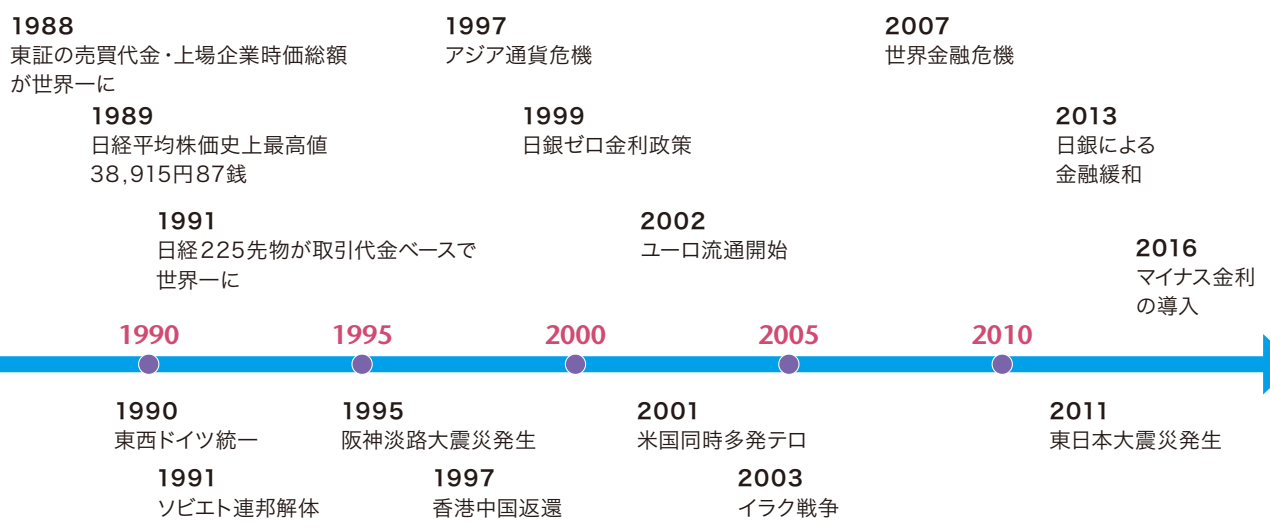 1988
東証の売買代金・上場企業時価総額
が世界一に
1997
アジア通貨危機
2007
世界金融危機
1989
日経平均株価史上最高値
38,915円87銭
1999
日銀ゼロ金利政策
2013
日銀による
金融緩和
1991
日経225先物が取引代金ベースで
世界一に
2002
ユーロ流通開始
2016
マイナス金利
の導入
1990
1995
2000
2005
2010
1990
東西ドイツ統一
1995
阪神淡路大震災発生
2001
米国同時多発テロ
2011
東日本大震災発生
1991
ソビエト連邦解体
1997
香港中国返還
2003
イラク戦争